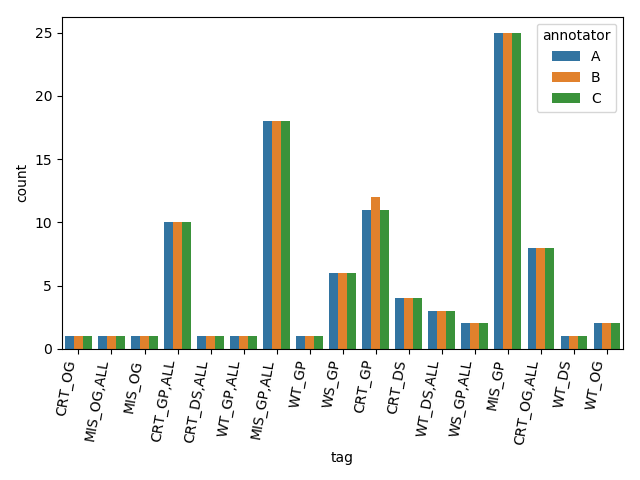 annotator
A
B
C
25
20
15
10
5
0
count
CRT_OG
MIS_OG,ALL
MIS_OG
CRT_GP,ALL
CRT_DS,ALL
WT_GP,ALL
MIS_GP,ALL
WT_GP
WS_GP
CRT_GP
CRT_DS
WT_DS,ALL
WS_GP,ALL
MIS_GP
CRT_OG,ALL
WT_DS
WT_OG
tag